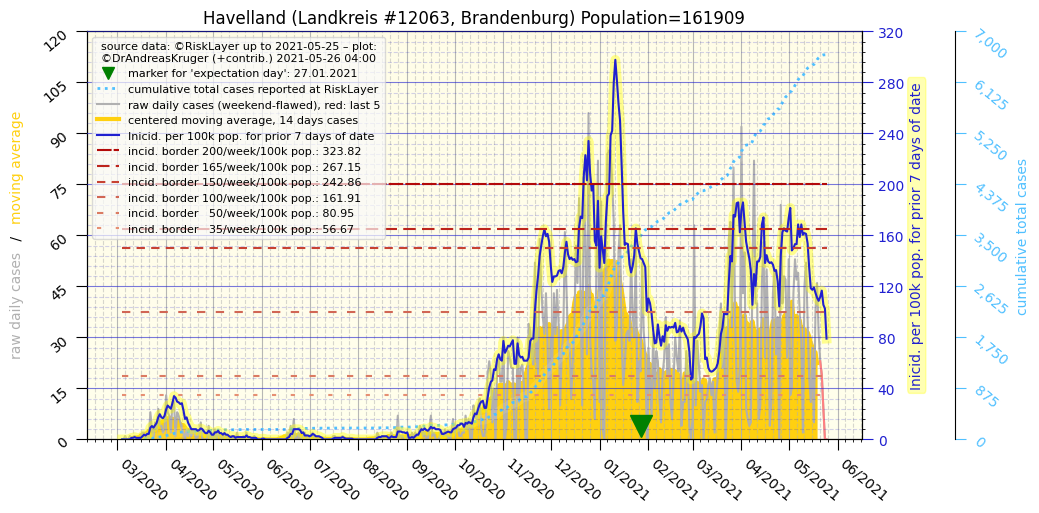 Havelland (Landkreis #12063, Brandenburg) Population=161909
source data: ©RiskLayer up to 2021-05-25 – plot:
©DrAndreasKruger (+contrib.) 2021-05-26 04:00
marker for 'expectation day': 27.01.2021
cumulative total cases reported at RiskLayer
raw daily cases (weekend-flawed), red: last 5
centered moving average, 14 days cases
Inicid. per 100k pop. for prior 7 days of date
incid. border 200/week/100k pop.: 323.82
incid. border 165/week/100k pop.: 267.15
incid. border 150/week/100k pop.: 242.86
incid. border 100/week/100k pop.: 161.91
incid. border   50/week/100k pop.: 80.95
incid. border   35/week/100k pop.: 56.67
raw daily cases / moving average
120
105
90
75
60
45
30
15
0
03/2020
04/2020
05/2020
06/2020
07/2020
08/2020
09/2020
10/2020
11/2020
12/2020
01/2021
02/2021
03/2021
04/2021
05/2021
06/2021
320
280
240
200
160
120
80
40
0
Inicid. per 100k pop. for prior 7 days of date
7,000
6,125
5,250
4,375
3,500
2,625
1,750
875
0
cumulative total cases